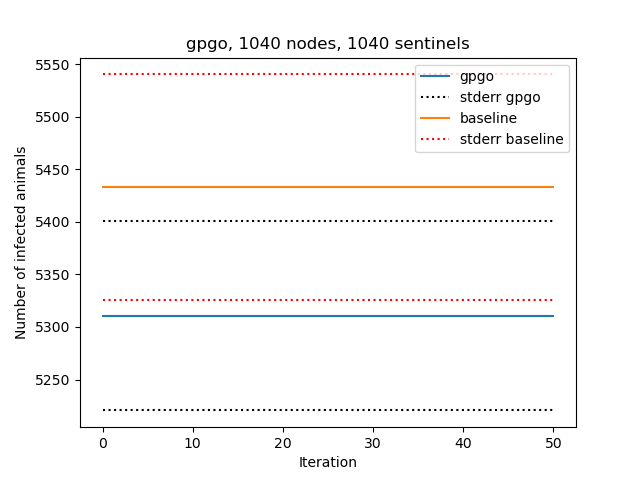 gpgo, 1040 nodes, 1040 sentinels
5550
5500
5450
5400
5350
5300
5250
Number of infected animals
gpgo
stderr gpgo
baseline
stderr baseline
0 10 20 30 40 50
Iteration